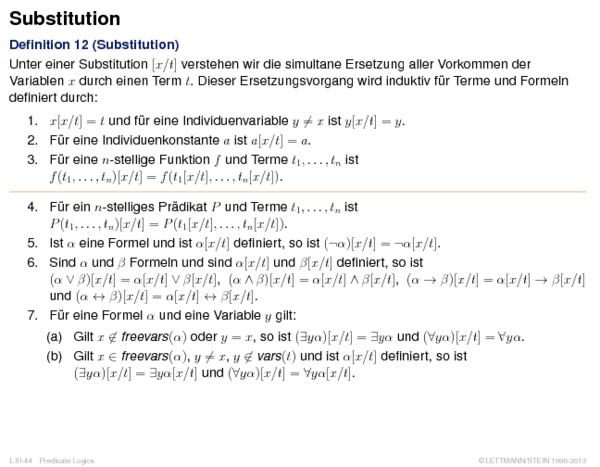 Substitution
Definition 12 (Substitution)
Unter einer Substitution [x/t] verstehen wir die simultane Ersetzung aller Vorkommen der
Variablen x durch einen Term t. Dieser Ersetzungsvorgang wird induktiv für Terme und Formeln
definiert durch:
1. x[x/t] = t und für eine Individuenvariable y ≠ x ist y[x/t] = y.
2. Für eine Individuenkonstante a ist a[x/t] = a.
3. Für eine n-stellige Funktion f und Terme t₁, . . . , tₙ ist
f(t₁, . . . , tₙ)[x/t] = f(t₁[x/t], . . . , tₙ[x/t]).
4. Für ein n-stelliges Prädikat P und Terme t₁, . . . , tₙ ist
P(t₁, . . . , tₙ)[x/t] = P(t₁[x/t], . . . , tₙ[x/t]).
5. Ist α eine Formel und ist α[x/t] definiert, so ist (¬α)[x/t] = ¬α[x/t].
6. Sind α und β Formeln und sind α[x/t] und β[x/t] definiert, so ist
(α ∨ β)[x/t] = α[x/t] ∨ β[x/t], (α ∧ β)[x/t] = α[x/t] ∧ β[x/t], (α → β)[x/t] = α[x/t] → β[x/t]
und (α ↔ β)[x/t] = α[x/t] ↔ β[x/t].
7. Für eine Formel α und eine Variable y gilt:
(a) Gilt x ∉ freevars(α) oder y = x, so ist (∃yα)[x/t] = ∃yα und (∀yα)[x/t] = ∀yα.
(b) Gilt x ∈ freevars(α), y ≠ x, y ∉ vars(t) und ist α[x/t] definiert, so ist
(∃yα)[x/t] = ∃yα[x/t] und (∀yα)[x/t] = ∀yα[x/t].
L:III-44 Predicate Logics © LETTMANN/STEIN 1996-2013